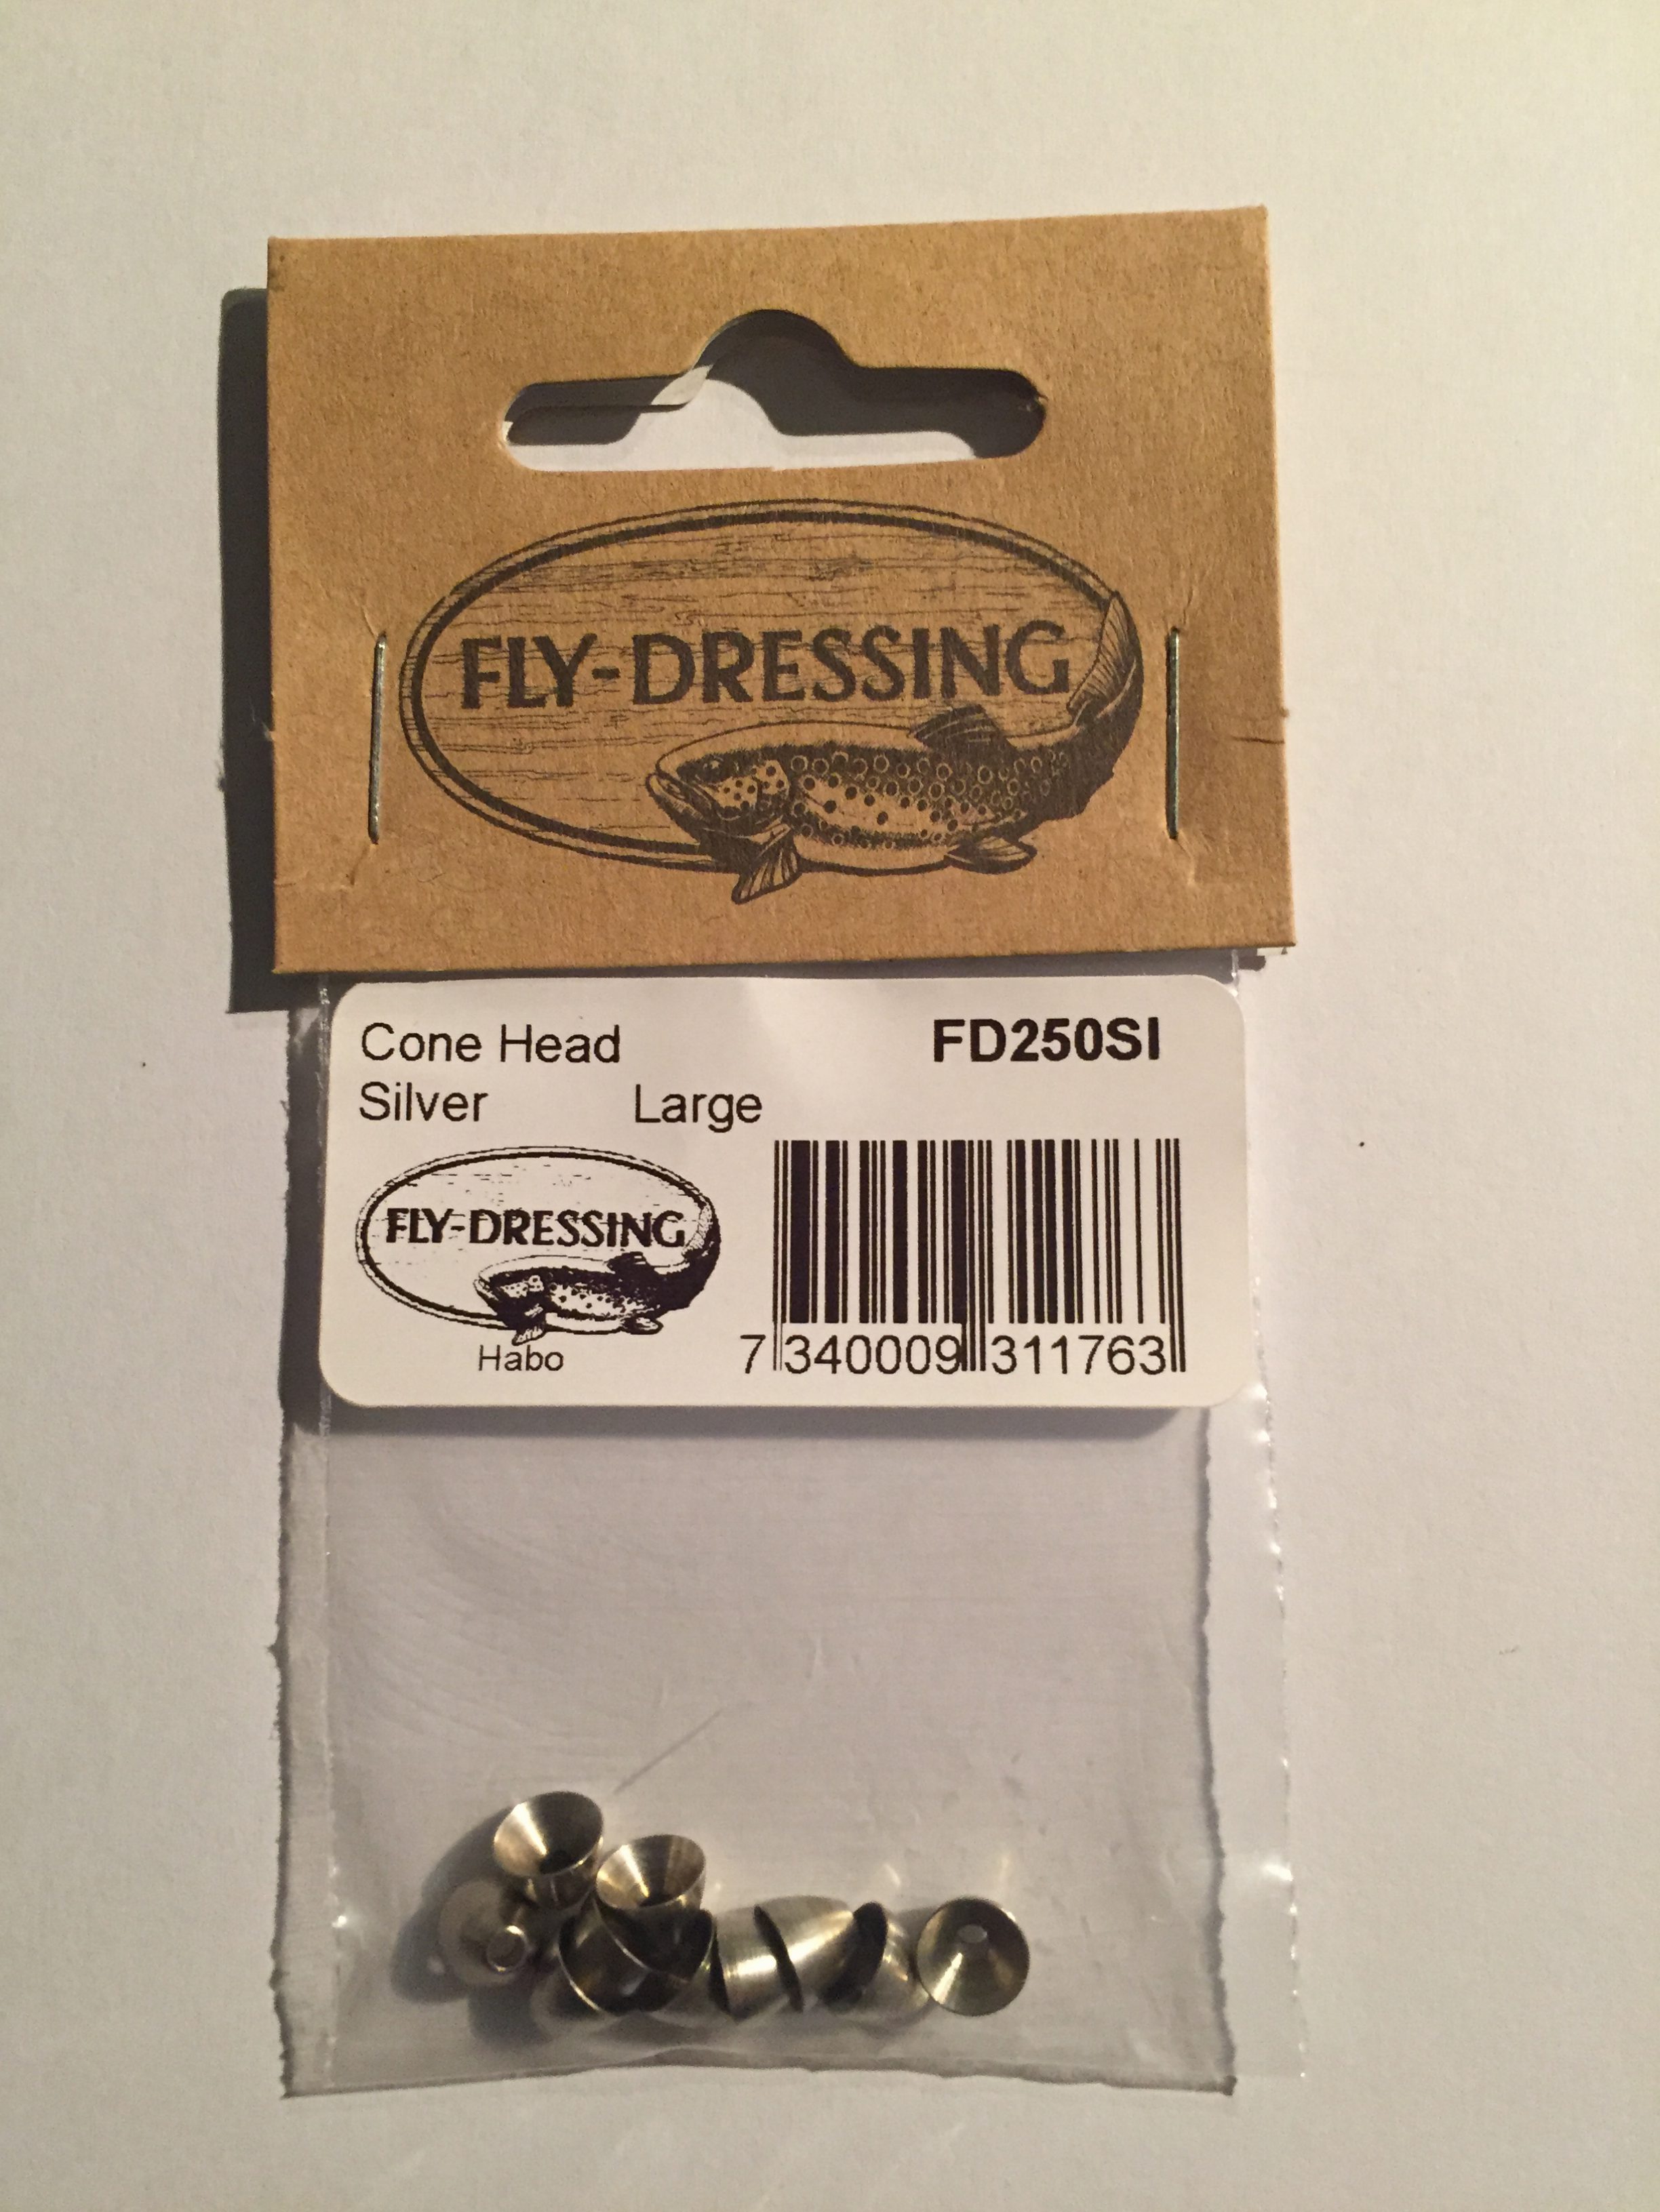 FLY-DRESSING
Cone Head FD250SI
Silver Large
FLY-DRESSING
Habo
7 340009 311763